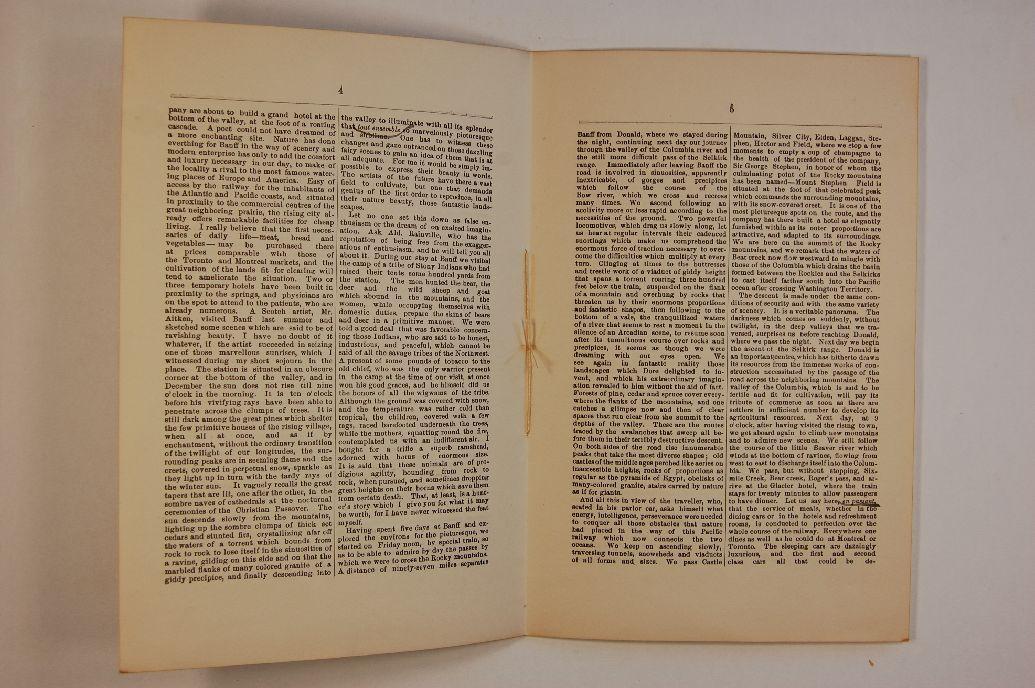 4
pany are about to build a grand hotel at the
bottom of the valley, at the foot of a roaring
cascade. A poet could not have dreamed of
a more enchanting site. Nature has done
everthing for Banff in the way of scenery and
modern enterprise has only to add the comfort
and luxury necessary in our day, to make of
the locality a rival to the most famous water-
ing places of Europe and America. Easy of
access by the railway for the inhabitants of
the Atlantic and Pacific coasts, and situated
in proximity to the commercial centres of the
great neighboring prairie, the rising city al-
ready offers remarkable facilities for cheap
living. I really believe that the first neces-
saries of daily life—meat, bread and
vegetables—may be purchased there
at prices comparable with those of
the Toronto and Montreal markets, and the
cultivation of the lands fit for clearing will
tend to ameliorate the situation. Two or
three temporary hotels have been built in
proximity to the springs, and physicians are
on the spot to attend to the patients, who are
already numerous. A Scotch artist, Mr.
Aitken, visited Banff last summer and
sketched some scenes which are said to be of
ravishing beauty. I have no doubt of it
whatever, if the artist succeeded in seizing
one of those marvellous sunrises, which I
witnessed during my short sojourn in the
place. The station is situated in an obscure
corner at the bottom of the valley, and in
December the sun does not rise till nine
o'clock in the morning. It is ten o'clock
before his vivifying rays have been able to
penetrate across the clumps of trees. It is
still dark among the great pines which shelter
the few primitive houses of the rising village,
when all at once, and as if by
enchantment, without the ordinary transition
of the twilight of our longitudes, the sur-
rounding peaks are in seeming flame and the
crests, covered in perpetual snow, sparkle as
they light up in turn with the tardy rays of
the winter sun. It vaguely recalls the great
tapers that are lit, one after the other, in the
sombre naves of cathedrals at the nocturnal
ceremonies of the Christian Passover. The
sun descends slowly from the mountains,
lighting up the sombre clumps of thick set
cedars and stunted firs, crystallizing afar off
the waters of a torrent which bounds from
rock to rock to lose itself in the sinuosities of
a ravine, gilding on this side and on that the
marbled flanks of many colored granite of a
giddy precipice, and finally descending into
the valley to illuminate with all its splendor
that tout ensemble so marvelously picturesque
and sublime. One has to witness these
changes and gaze entranced on those dazzling
fairy scenes to gain an idea of them that is at
all adequate. For me it would be simply im-
possible to express their beauty in words.
The artists of the future have there a vast
field to cultivate, but one that demands
genius of the first order to reproduce, in all
their nature beauty, those fantastic lands-
scapes.
Let no one set this down as false en-
thusiasm or the dream of an exalted imagin-
ation. Ask Ald. Rainville, who has the
reputation of being free from the exagger-
ations of enthusiasm, and he will tell you all
about it. During our stay at Banff we visited
the camp of a tribe of Stony Indians who had
raised their tents some hundred yards from
the station. The men hunted the bear, the
deer and the wild sheep and goat
which abound in the mountains, and the
women, while occupying themselves with
domestic duties, prepare the skins of bears
and deer in a primitive manner. We were
told a good deal that was favorable concern-
ing those Indians, who are said to be honest,
industrious, and peaceful, which cannot be
said of all the savage tribes of the Northwest.
A present of some pounds of tobacco to the
old chief, who was the only warrior present
in the camp at the time of our visit, at once
won his good graces, and he himself did us
the honors of all the wigwams of the tribe.
Although the ground was covered with snow,
and the temperature was rather cold than
tropical, the children, covered with a few
rags, raced barefooted underneath the trees,
while the mothers, squatting round the fire,
contemplated us with an indifferent air. I
bought for a trifle a superb ramshead,
adorned with horns of enormous size.
It is said that these animals are of pro-
digious agility, bounding from rock to
rock, when pursued, and sometimes dropping
great heights on their horns which save them
from certain death. That, at least, is a hunt-
er's story which I give you for what it may
be worth, for I have never witnessed the feat
myself.
Having spent five days at Banff and ex-
plored the environs for the picturesque, we
started on Friday noon, by special train, so
as to be able to admire by day the passes by
which we were to cross the Rocky mountains.
A distance of ninety-seven miles separates
5
Banff from Donald, where we stayed during
the night, continuing next day our journey
through the valley of the Columbia river and
the still more difficult pass of the Selkirk
range. Immediately after leaving Banff the
road is involved in sinuosities, apparently
inextricable, of gorges and precipices
which follow the course of the
Bow river, which we cross and recross
many times. We ascend following an
acclivity more or less rapid according to the
necessities of the ground. Two powerful
locomotives, which drag us slowly along, let
us hear at regular intervals their cadenced
snortings which make us comprehend the
enormous force of traction necessary to over-
come the difficulties which multiply at every
turn. Clinging at times to the buttresses
and trestle work of a viaduct of giddy height
that spans a torrent roaring three hundred
feet below the train, suspended on the flank
of a mountain and overhung by rocks that
threaten us by their enormous proportions
and fantastic shapes, then following to the
bottom of a vale, the tranquillized waters
of a river that seems to rest a moment in the
silence of an Arcadian scene, to resume soon
after its tumultuous course over rocks and
precipices, it seems as though we were
dreaming with our eyes open. We
see again in fantastic reality those
landscapes which Dore delighted to in-
vent, and which his extraordinary imagin-
ation revealed to him without the aid of fact.
Forests of pine, cedar and spruce cover every-
where the flanks of the mountains, and one
catches a glimpse now and then of clear
spaces that run clear from the summit to the
depths of the valley. These are the routes
traced by the avalanches that sweep all be-
fore them in their terribly destructive descent.
On both sides of the road rise innumerable
peaks that take the most diverse shapes; old
castles of the middle ages perched like aeries on
inaccessible heights, rocks of proportions as
regular as the pyramids of Egypt, obelisks of
many-colored granite, stairs carved by nature
as if for giants.
And all this in view of the traveller, who,
seated in his parlor car, asks himself what
energy, intelligence, perseverance were needed
to conquer all those obstacles that nature
had placed in the way of this Pacific
railway which now connects the two
oceans. We keep on ascending slowly,
traversing tunnels, snowsheds and viaducts
of all forms and sizes. We pass Castle
Mountain, Silver City, Elden, Laggan, Ste-
phen, Hector and Field, where we stop a few
momente to empty a cup of champagne to
the health of the president of the company,
Sir George Stephen, in honor of whom the
culminating point of the Rocky mountains
has been named—Mount Stephen. Field is
situated at the foot of that celebrated peak
which commands the surrounding mountains,
with its snow-covered crest. It is one of the
most picturesque spots on the route, and the
company has there built a hotel as elegantly
furnished within as its outer proportions are
attractive, and adapted to its surroundings.
We are here on the summit of the Rocky
mountains, and we remark that the waters of
Bear creek now flow westward to mingle with
those of the Columbia which drains the basin
formed between the Rockies and the Selkirks
to cast itself farther south into the Pacific
ocean after crossing Washington Territory.
The descent is made under the same con-
ditions of security and with the same variety
of scenery. It is a veritable panorama. The
darkness which comes on suddenly, without
twilight, in the deep valleys that we tra-
versed, surprises us before reaching Donald,
where we pass the night. Next day we begin
the ascent of the Selkirk range. Donald is
an important centre, which has hitherto drawn
its resources from the immense works of con-
struction necessitated by the passage of the
road across the neighboring mountains. The
valley of the Columbia, which is said to be
fertile and fit for cultivation, will pay its
tribute of commerce as soon as there are
settlers in sufficient number to develop its
agricultural resources. Next day, at 9
o'clock, after having visited the rising town,
we get aboard again to climb new mountains
and to admire new scenes. We still follow
the course of the little Beaver river which
winds at the bottom of ravines, flowing from
west to east to discharge itself into the Colum-
bia. We pass, but without stopping, Six-
mile Creek, Bear creek, Roger's pass, and ar-
rive at the Glacier hotel, where the train
stays for twenty minutes to allow passengers
to have dinner. Let us say here, en passant,
that the service of meals, whether in the
dining cars or in the hotels and refreshment
rooms, is conducted to perfection over the
whole course of the railway. Everywhere one
dines as well as he could do at Montreal or
Toronto. The sleeping cars are dazzingly
luxurious, and the first and second
class cars all that could be de-